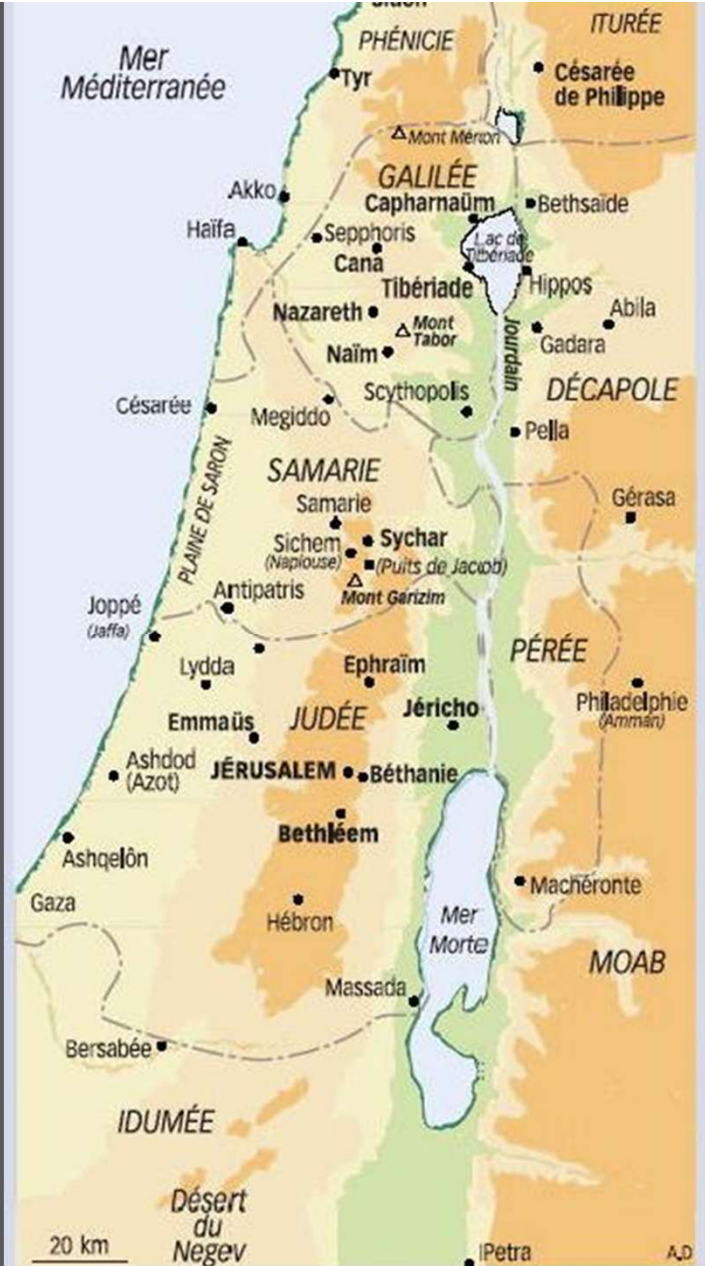 PHÉNICIE
ITURÉE
Mer
Méditerranée
Tyr
Césarée
de Philippe
Mont Méron
GALILÉE
Akko
Capharnaüm
Bethsaïde
Haïfa
Sepphoris
Lac de
Tibériade
Cana
Tibériade
Hippos
Nazareth
Mont
Tabor
Abila
Gadara
Jourdain
Naïm
Scythopolis
DÉCAPOLE
Césarée
Megiddo
Pella
SAMARIE
PLAINE DE SARON
Samarie
Gérasa
Sichem
(Naplouse)
Sychar
(Puits de Jacob)
Antipatris
Mont Garizim
Joppé
(Jaffa)
PÉRÉE
Lydda
Ephraïm
Philadelphie
(Amman)
Jéricho
Emmaüs
JUDÉE
Ashdod
(Azot)
JÉRUSALEM
Béthanie
Bethléem
Ashqelôn
Machéronte
Gaza
Hébron
Mer
Morte
MOAB
Massada
Bersabée
IDUMÉE
Désert
du
Negev
20 km
Petra
A.D